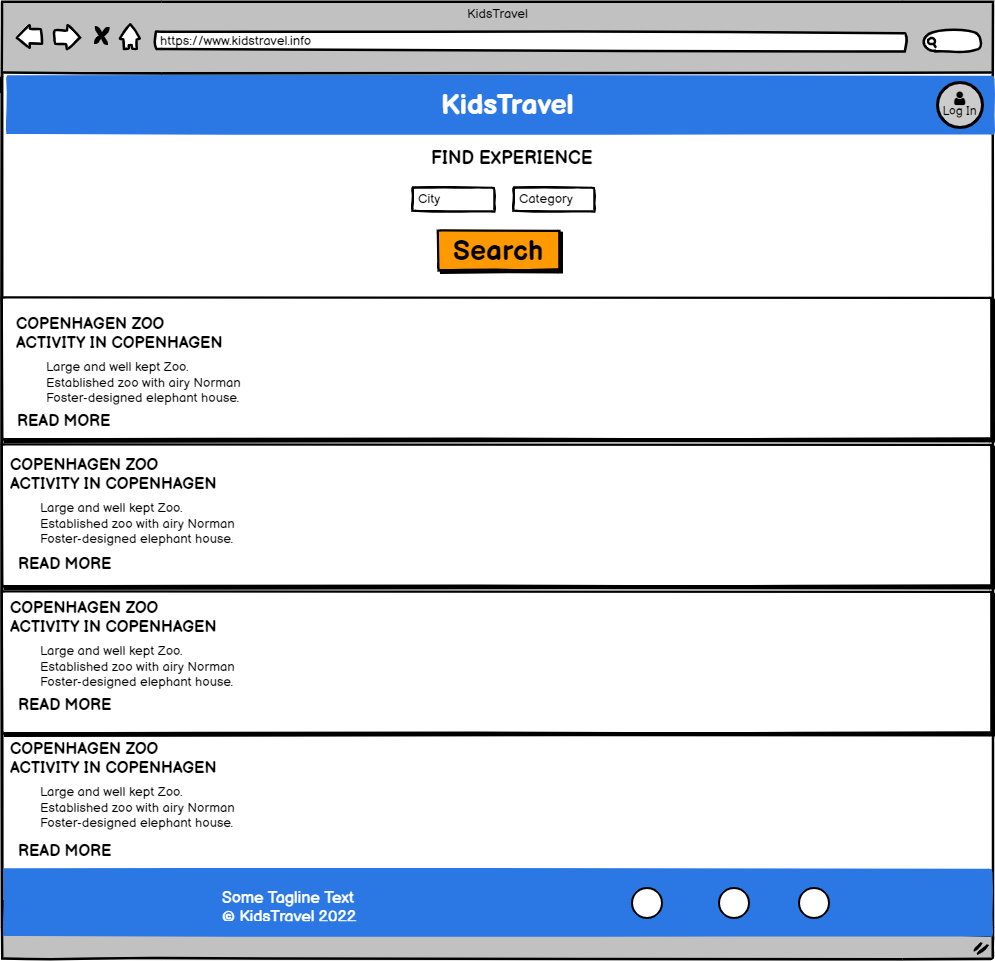 KidsTravel
https://www.kidstravel.info
KidsTravel
Log In
FIND EXPERIENCE
City
Category
Search
COPENHAGEN ZOO
ACTIVITY IN COPENHAGEN
Large and well kept Zoo.
Established zoo with airy Norman
Foster-designed elephant house.
READ MORE
COPENHAGEN ZOO
ACTIVITY IN COPENHAGEN
Large and well kept Zoo.
Established zoo with airy Norman
Foster-designed elephant house.
READ MORE
COPENHAGEN ZOO
ACTIVITY IN COPENHAGEN
Large and well kept Zoo.
Established zoo with airy Norman
Foster-designed elephant house.
READ MORE
COPENHAGEN ZOO
ACTIVITY IN COPENHAGEN
Large and well kept Zoo.
Established zoo with airy Norman
Foster-designed elephant house.
READ MORE
Some Tagline Text
© KidsTravel 2022